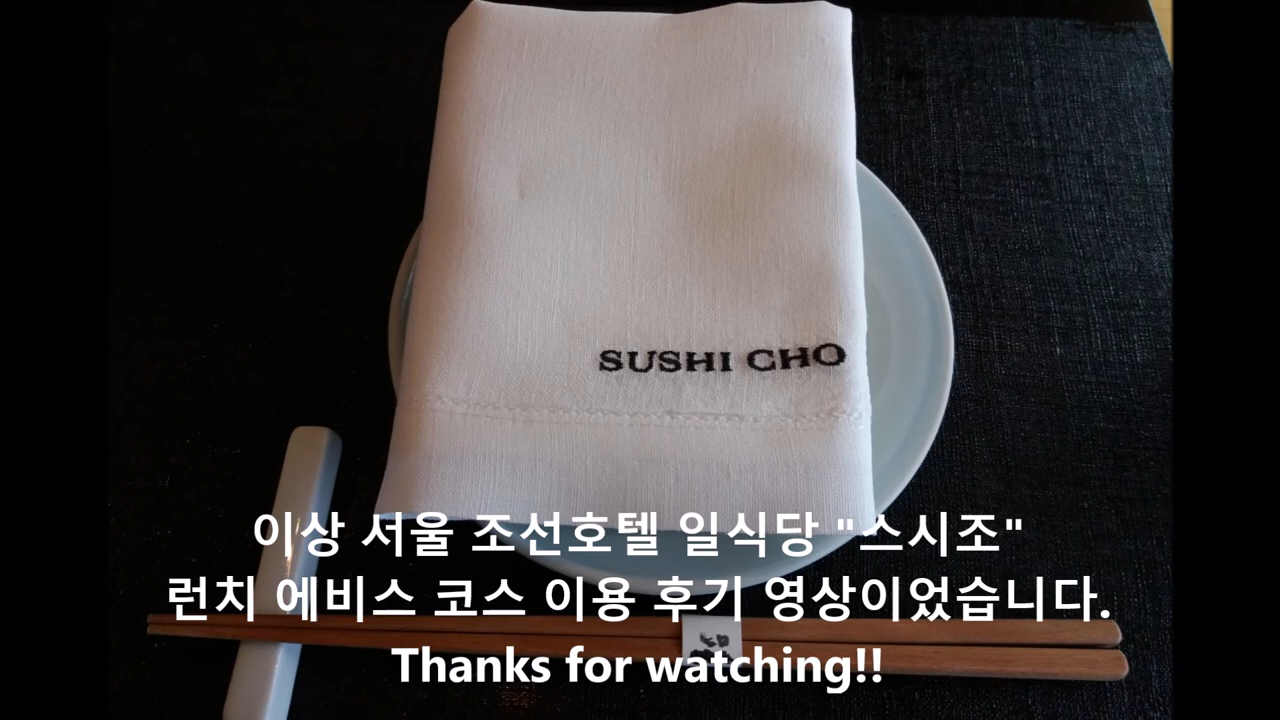 SUSHI CHO
이상 서울 조선호텔 일식당 "스시조"
런치 에비스 코스 이용 후기 영상이었습니다.
Thanks for watching!!